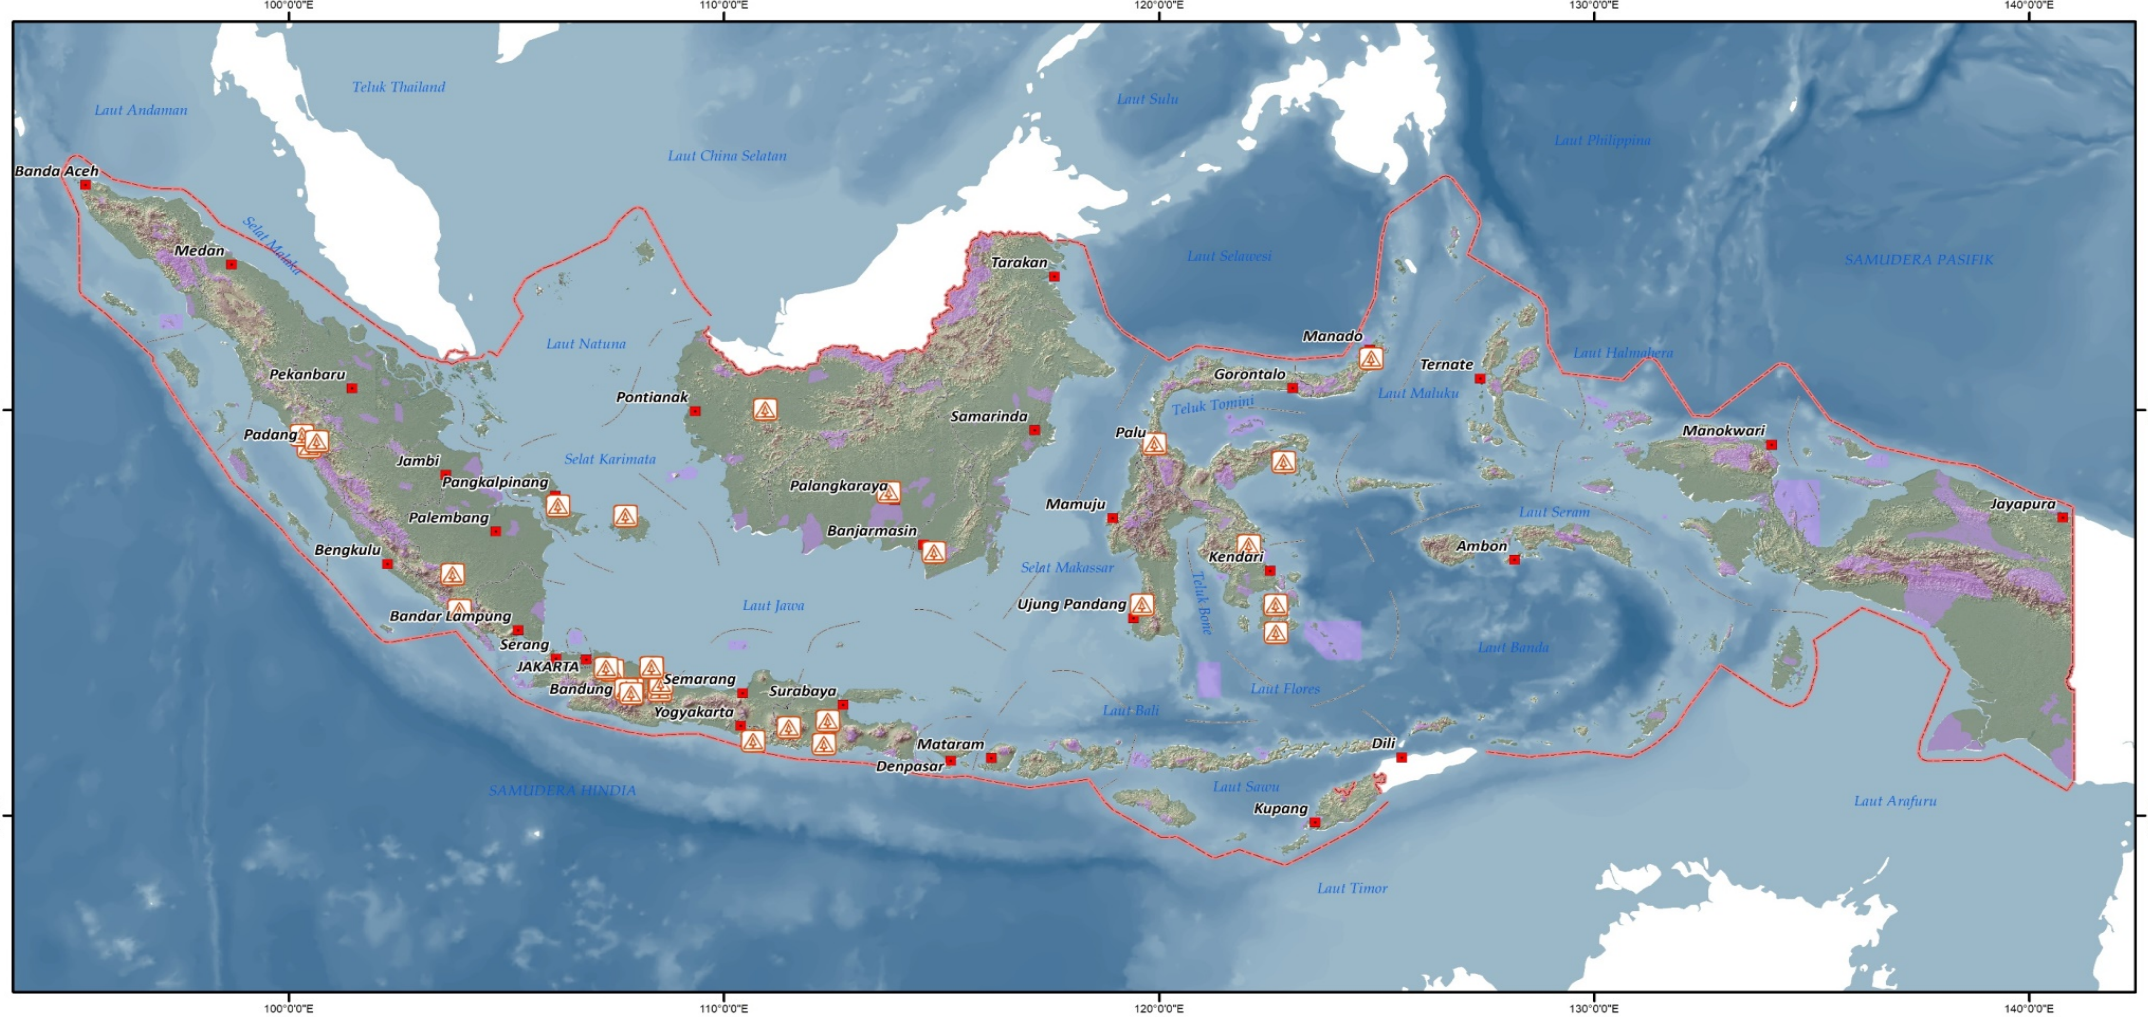 100°0'0"E
110°0'0"E
120°0'0"E
130°0'0"E
140°0'0"E
Teluk Thailand
Laut Andaman
Laut Sulu
Laut China Selatan
Laut Philippina
Banda Aceh
Selat Malaka
Medan
Tarakan
Laut Selawesi
SAMUDERA PASIFIK
Laut Natuna
Manado
Laut Halmahera
Ternate
Pekanbaru
Gorontalo
Pontianak
Laut Maluku
Teluk Tomini
Samarinda
Padang
Palu
Manokwari
Jambi
Selat Karimata
Pangkalpinang
Palangkaraya
Mamuju
Jayapura
Laut Seram
Palembang
Banjarmasin
Bengkulu
Ambon
Kendari
Selat Makassar
Teluk Bone
Laut Jawa
Ujung Pandang
Bandar Lampung
Serang
Laut Banda
JAKARTA
Semarang
Bandung
Surabaya
Laut Flores
Yogyakarta
Laut Bali
Mataram
Dili
Denpasar
SAMUDERA HINDIA
Laut Sawu
Laut Arafuru
Kupang
Laut Timor
100°0'0"E
110°0'0"E
120°0'0"E
130°0'0"E
140°0'0"E